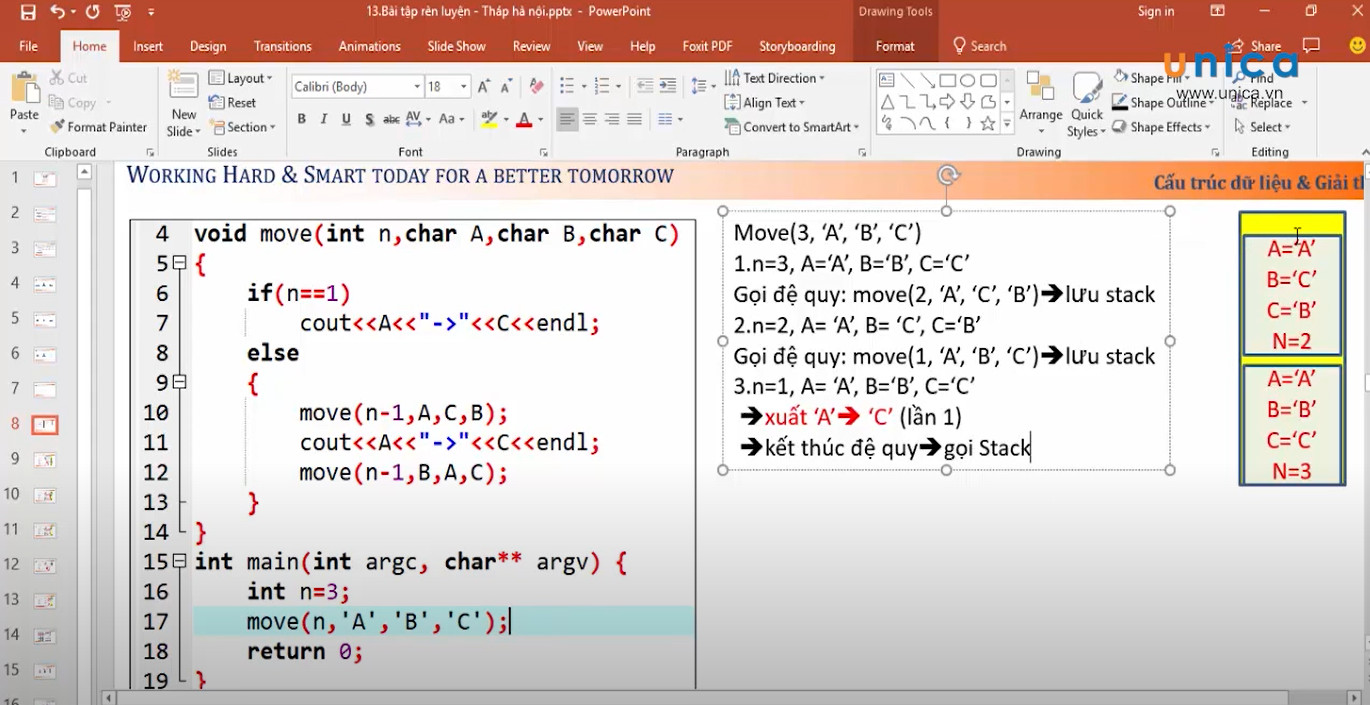 13.Bài tập rèn luyện - Tháp hà nội.pptx - PowerPoint
Drawing Tools
Sign in
File Home Insert Design Transitions Animations Slide Show Review View Help Foxit PDF Storyboarding Format Search Share
unica
www.unica.vn
Paste
Cut
Copy
Format Painter
Clipboard
New Slide
Layout
Reset
Section
Slides
Calibri (Body) 18
B I U S abc AV Aa A
Font
Text Direction
Align Text
Convert to SmartArt
Paragraph
Arrange
Quick Styles
Shape Fill
Shape Outline
Shape Effects
Drawing
Find
Replace
Select
Editing
1
2
3
4
5
6
7
8
9
10
11
12
13
14
15
WORKING HARD & SMART TODAY FOR A BETTER TOMORROW
Cấu trúc dữ liệu & Giải
4 void move(int n,char A,char B,char C)
5 {
6 if(n==1)
7 cout<<A<<"->"<<C<<endl;
8 else
9 {
10 move(n-1,A,C,B);
11 cout<<A<<"->"<<C<<endl;
12 move(n-1,B,A,C);
13 }
14 }
15 int main(int argc, char** argv) {
16 int n=3;
17 move(n,'A','B','C');
18 return 0;
19 }
Move(3, ‘A’, ‘B’, ‘C’)
1.n=3, A=‘A’, B=‘B’, C=‘C’
Gọi đệ quy: move(2, ‘A’, ‘C’, ‘B’)➔lưu stack
2.n=2, A= ‘A’, B= ‘C’, C=‘B’
Gọi đệ quy: move(1, ‘A’, ‘B’, ‘C’)➔lưu stack
3.n=1, A= ‘A’, B=‘B’, C=‘C’
➔xuất ‘A’➔ ‘C’ (lần 1)
➔kết thúc đệ quy➔gọi Stack
A=‘A’
B=‘C’
C=‘B’
N=2
A=‘A’
B=‘B’
C=‘C’
N=3